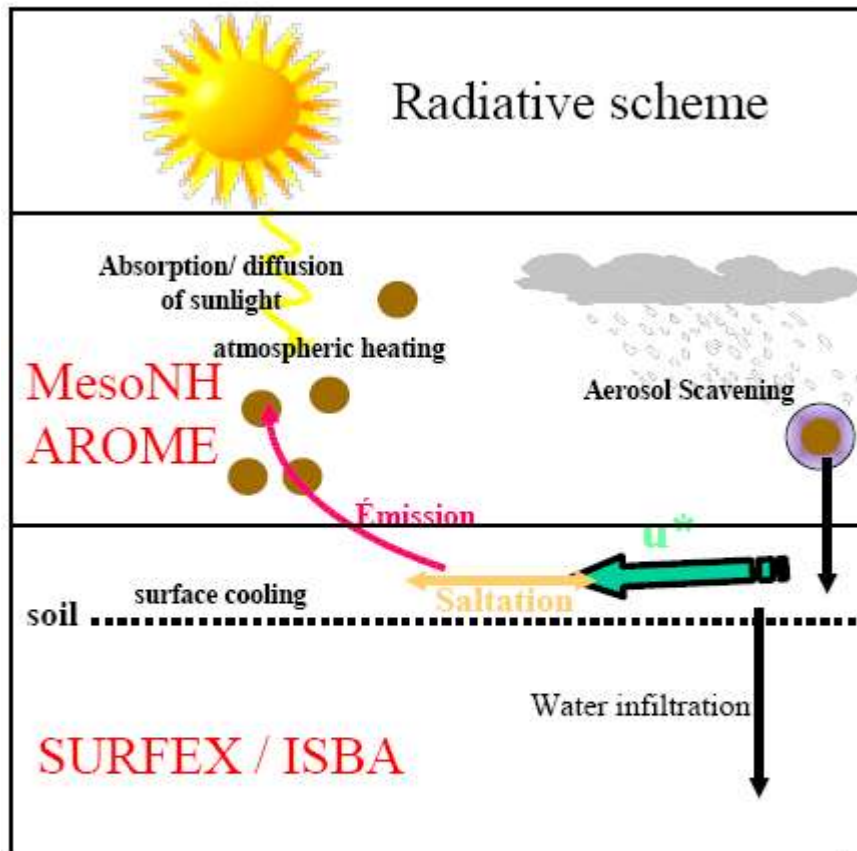 Radiative scheme
Absorption/ diffusion
of sunlight
atmospheric heating
MesoNH
AROME
Aerosol Scavening
Émission
u*
surface cooling
Saltation
soil
Water infiltration
SURFEX / ISBA